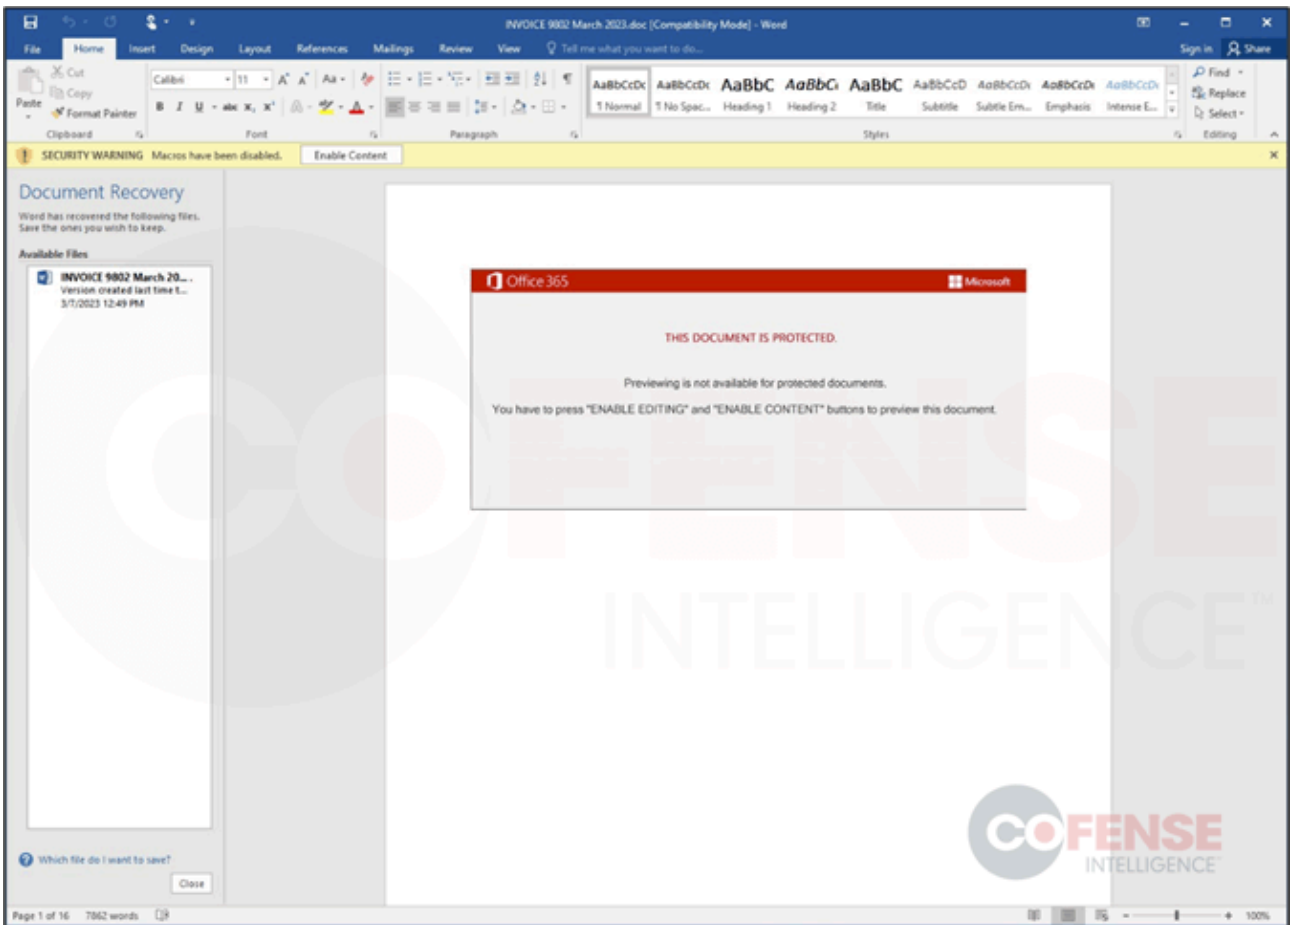 INVOICE 9802 March 2023.doc [Compatibility Mode] - Word
File Home Insert Design Layout References Mailings Review View Tell me what you want to do... Sign in Share
Cut
Copy
Paste
Format Painter
Clipboard
Calibri 11
Font
Paragraph
AaBbCcDc AaBbCcDc AaBbC AaBbC AaBbC AaBbCcD AaBbCcDc AaBbCcDc AaBbCcDc
¶ Normal ¶ No Spac... Heading 1 Heading 2 Title Subtitle Subtle Em... Emphasis Intense E...
Styles
Find
Replace
Select
Editing
SECURITY WARNING Macros have been disabled. Enable Content
Document Recovery
Word has recovered the following files.
Save the ones you wish to keep.
Available Files
INVOICE 9802 March 20...
Version created last time t...
3/7/2023 12:49 PM
Office 365 Microsoft
THIS DOCUMENT IS PROTECTED.
Previewing is not available for protected documents.
You have to press "ENABLE EDITING" and "ENABLE CONTENT" buttons to preview this document.
COFENSE
INTELLIGENCE™
COFENSE
INTELLIGENCE
Which file do I want to save?
Close
Page 1 of 16 7862 words
100%